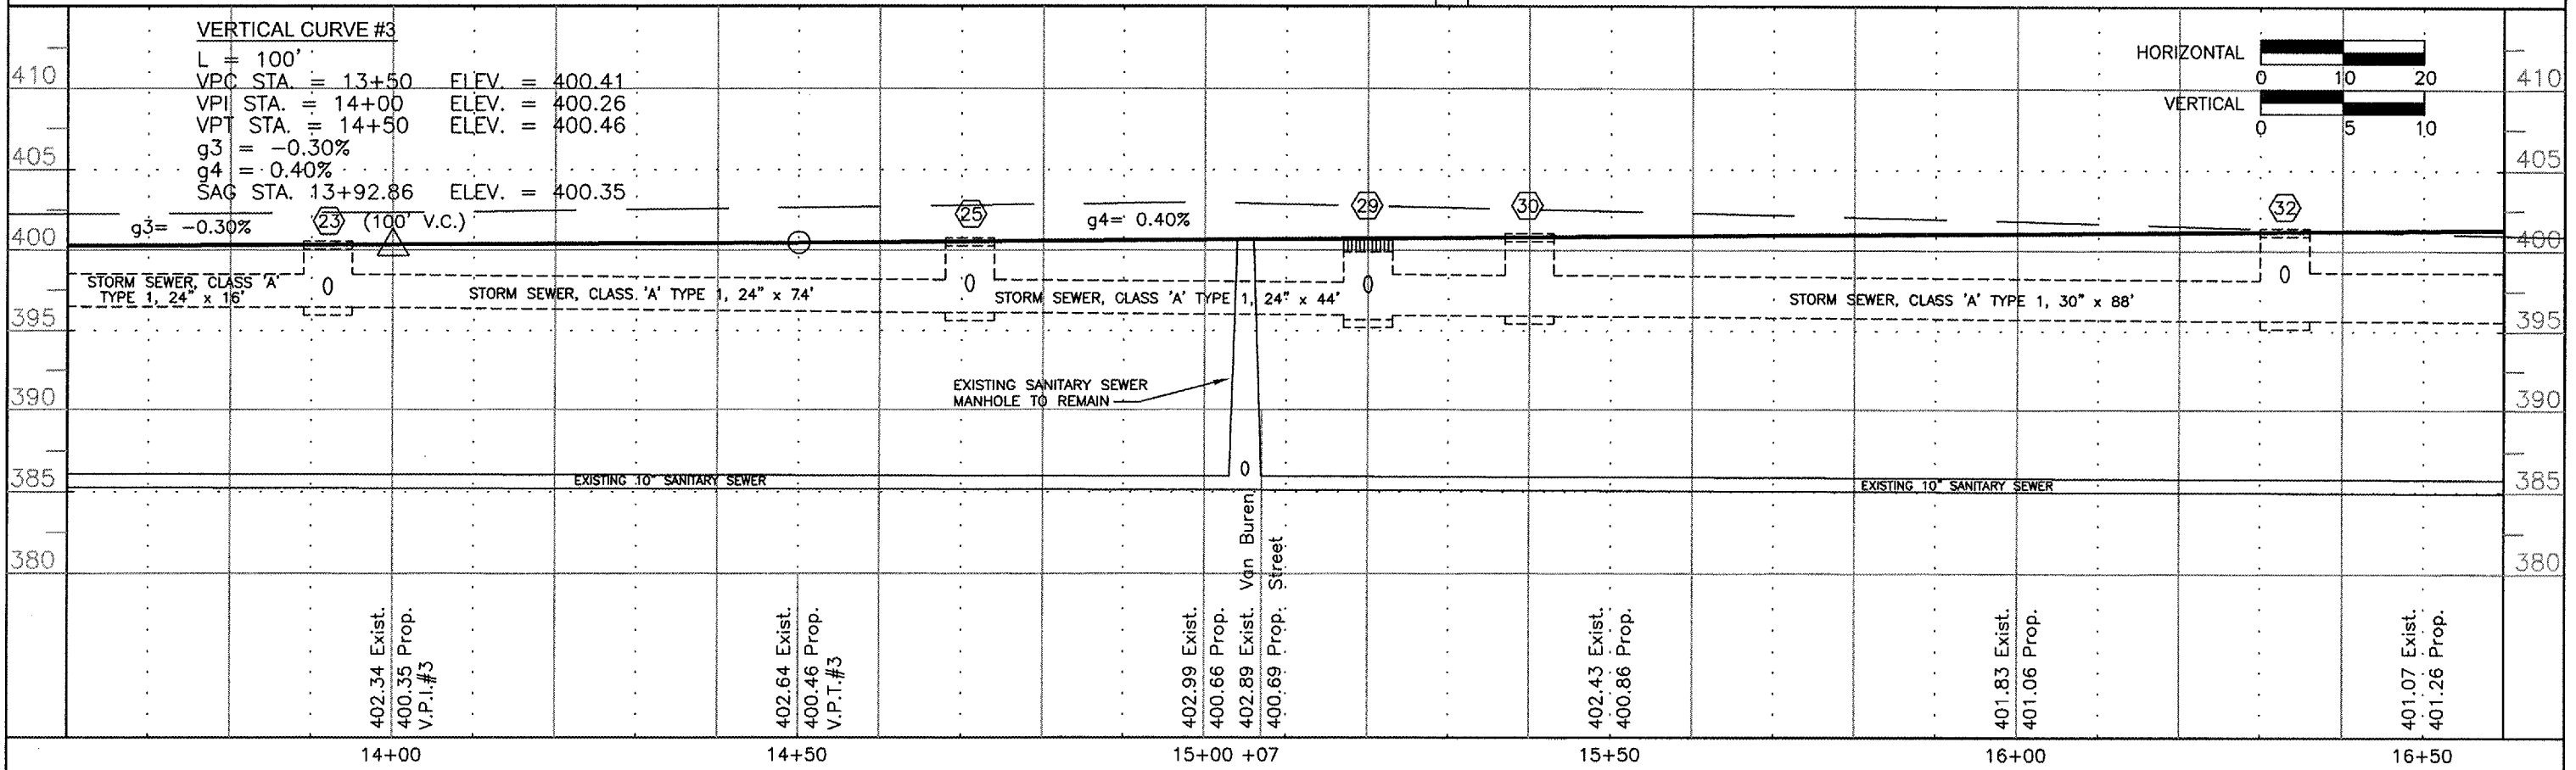 VERTICAL CURVE #3
L = 100'
VPC STA. = 13+50 ELEV. = 400.41
VPI STA. = 14+00 ELEV. = 400.26
VPT STA. = 14+50 ELEV. = 400.46
g3 = -0.30%
g4 = 0.40%
SAG STA. 13+92.86 ELEV. = 400.35
HORIZONTAL
0 10 20
VERTICAL
0 5 10
410 410
405 405
400 400
395 395
390 390
385 385
380 380
g3= -0.30%
23
(100' V.C.)
25
g4= 0.40%
29
30
32
STORM SEWER, CLASS 'A'
TYPE 1, 24" x 16'
0
STORM SEWER, CLASS 'A' TYPE 1, 24" x 74'
0
STORM SEWER, CLASS 'A' TYPE 1, 24" x 44'
0
STORM SEWER, CLASS 'A' TYPE 1, 30" x 88'
0
EXISTING SANITARY SEWER
MANHOLE TO REMAIN
0
EXISTING 10" SANITARY SEWER
EXISTING 10" SANITARY SEWER
402.34 Exist.
400.35 Prop.
V.P.I.#3
402.64 Exist.
400.46 Prop.
V.P.T.#3
402.99 Exist.
400.66 Prop.
402.89 Exist. Van Buren
400.69 Prop. Street
402.43 Exist.
400.86 Prop.
401.83 Exist.
401.06 Prop.
401.07 Exist.
401.26 Prop.
14+00 14+50 15+00 +07 15+50 16+00 16+50